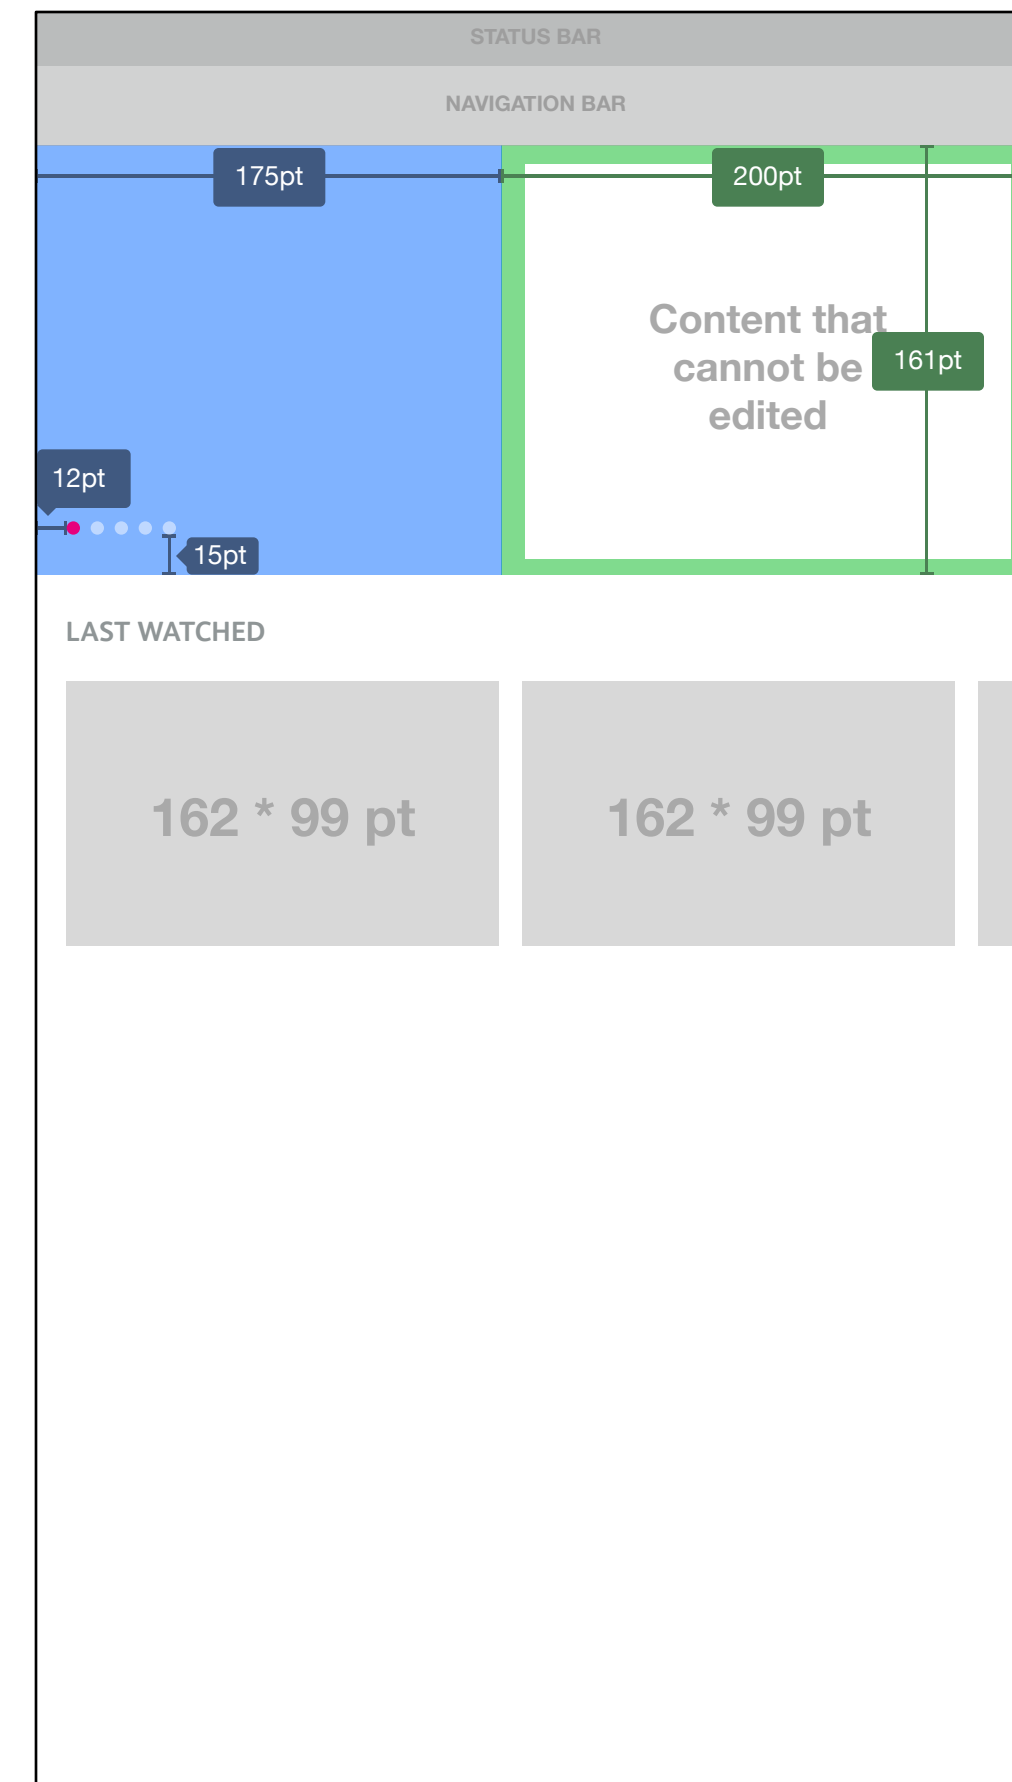 STATUS BAR
NAVIGATION BAR
175pt
200pt
Content that
cannot be
edited
161pt
12pt
15pt
LAST WATCHED
162 * 99 pt
162 * 99 pt